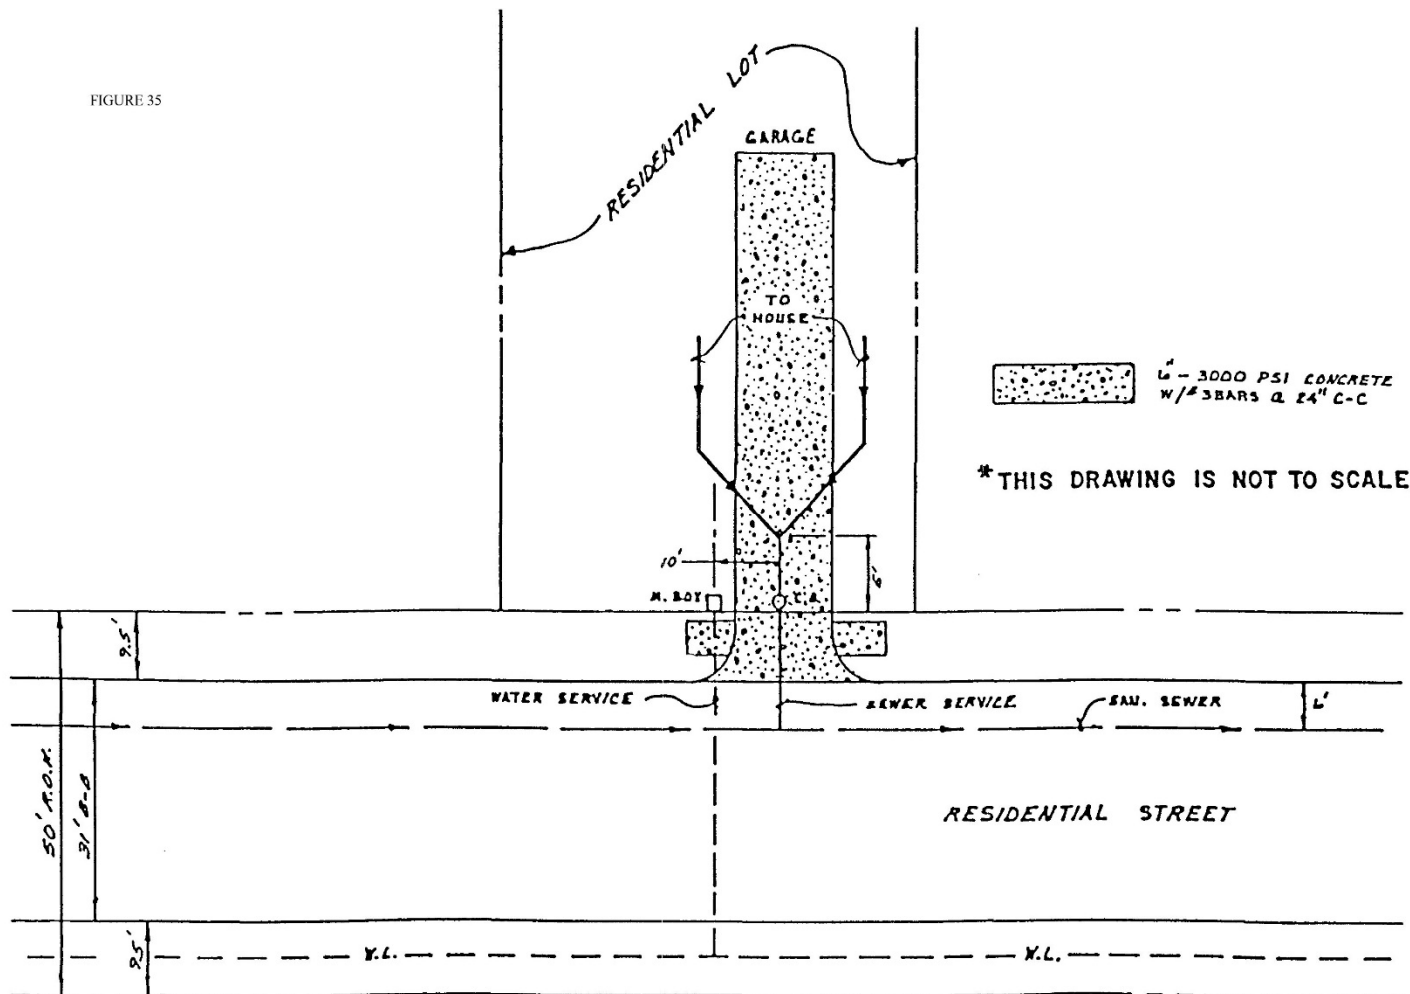 FIGURE 35
RESIDENTIAL LOT
GARAGE
TO
HOUSE
6" - 3000 PSI CONCRETE
W/#3BARS @ 24" C-C
*THIS DRAWING IS NOT TO SCALE
10'
6'
M. BOX
C.O.
9.5'
WATER SERVICE
SEWER SERVICE
SAN. SEWER
6'
50' R.O.W.
31' B-B
RESIDENTIAL STREET
9.5'
W.L.
W.L.